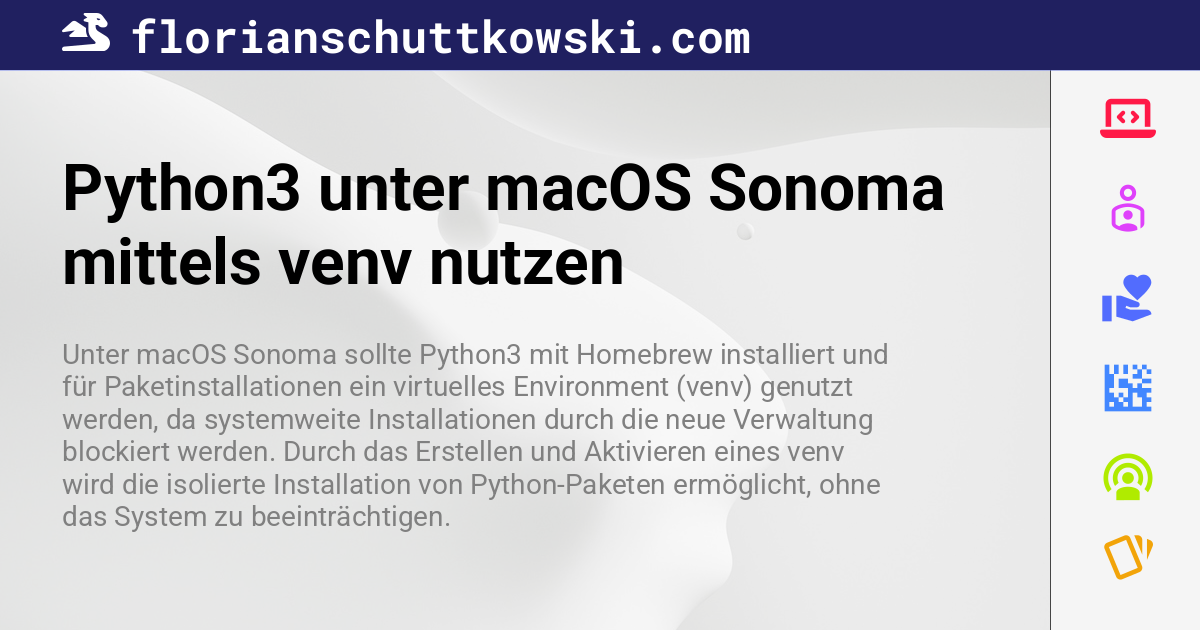 florianschuttkowski.com
Python3 unter macOS Sonoma
mittels venv nutzen
Unter macOS Sonoma sollte Python3 mit Homebrew installiert und
für Paketinstallationen ein virtuelles Environment (venv) genutzt
werden, da systemweite Installationen durch die neue Verwaltung
blockiert werden. Durch das Erstellen und Aktivieren eines venv
wird die isolierte Installation von Python-Paketen ermöglicht, ohne
das System zu beeinträchtigen.